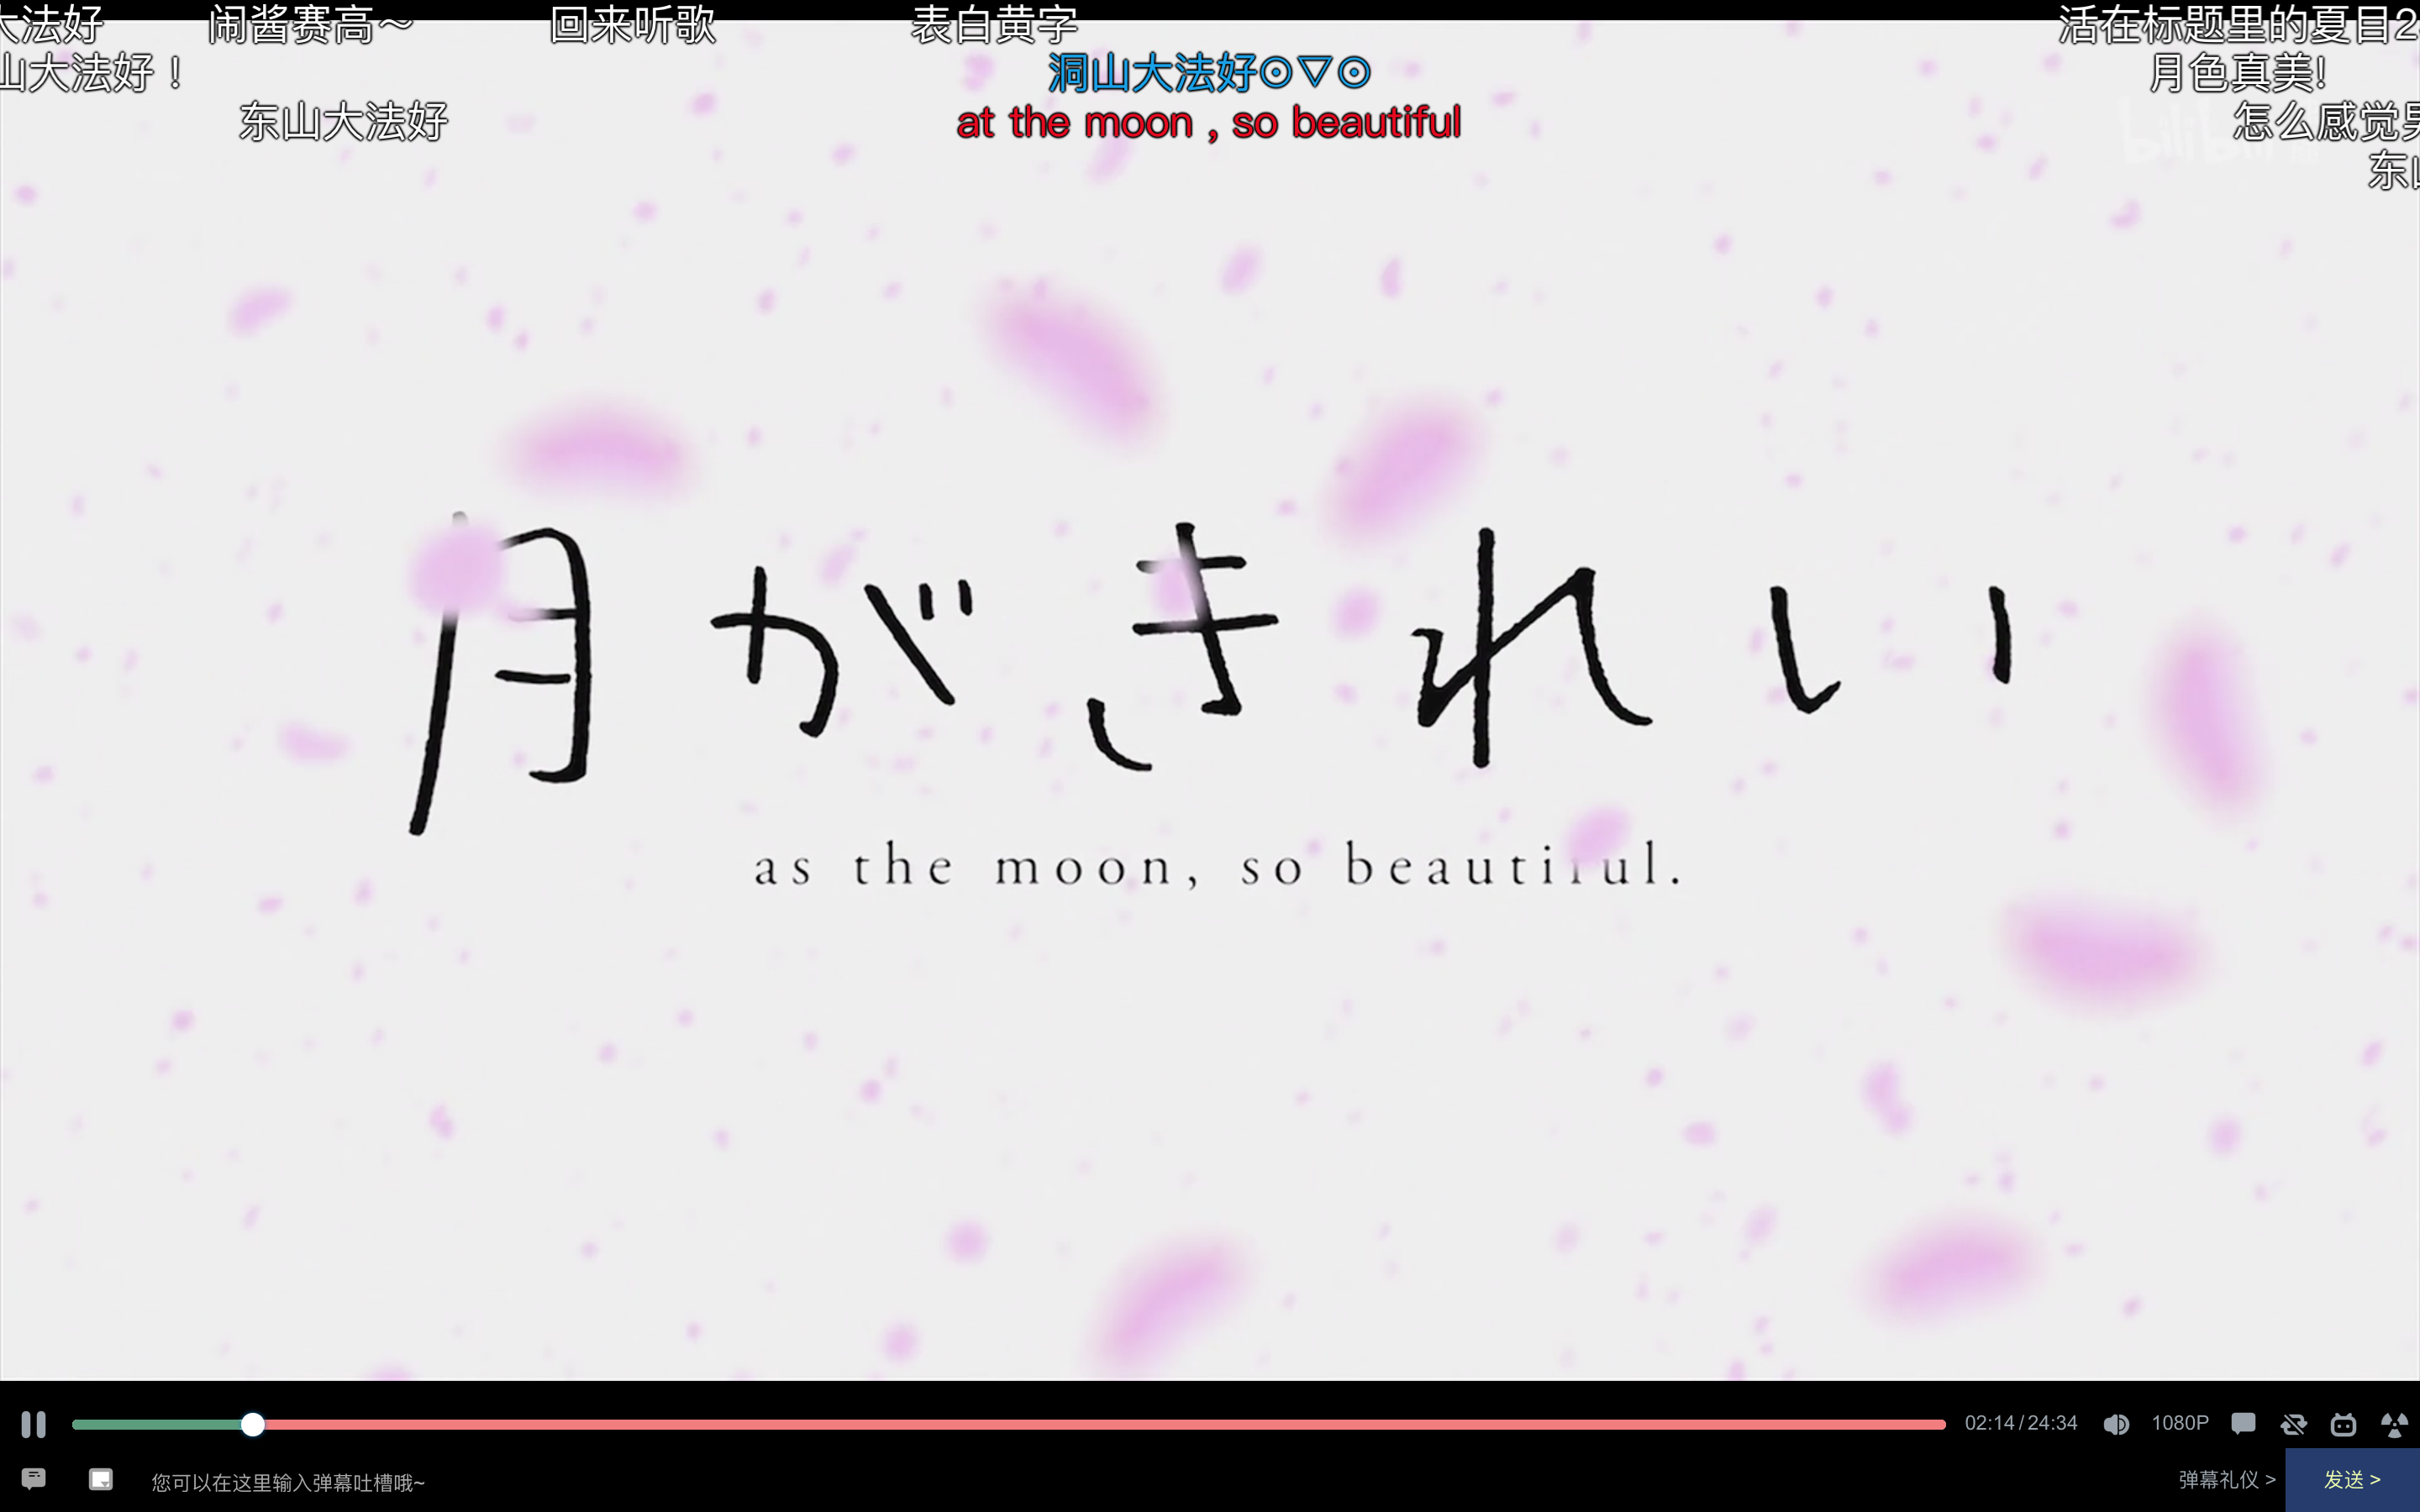 大法好 闹酱赛高～ 回来听歌 表白黄字 活在标题里的夏目2
山大法好！ 洞山大法好⊙▽⊙ 月色真美!
东山大法好 at the moon , so beautiful 怎么感觉男
东山
bilibili
月がきれい
as the moon, so beautiful.
02:14/24:34 1080P
您可以在这里输入弹幕吐槽哦~ 弹幕礼仪 > 发送 >